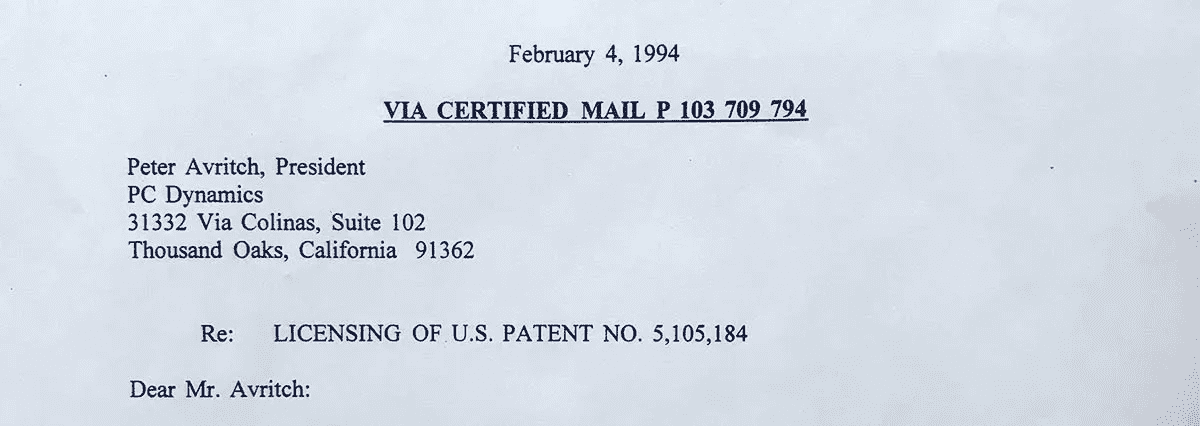 February 4, 1994
VIA CERTIFIED MAIL P 103 709 794
Peter Avritch, President
PC Dynamics
31332 Via Colinas, Suite 102
Thousand Oaks, California 91362
Re: LICENSING OF U.S. PATENT NO. 5,105,184
Dear Mr. Avritch: